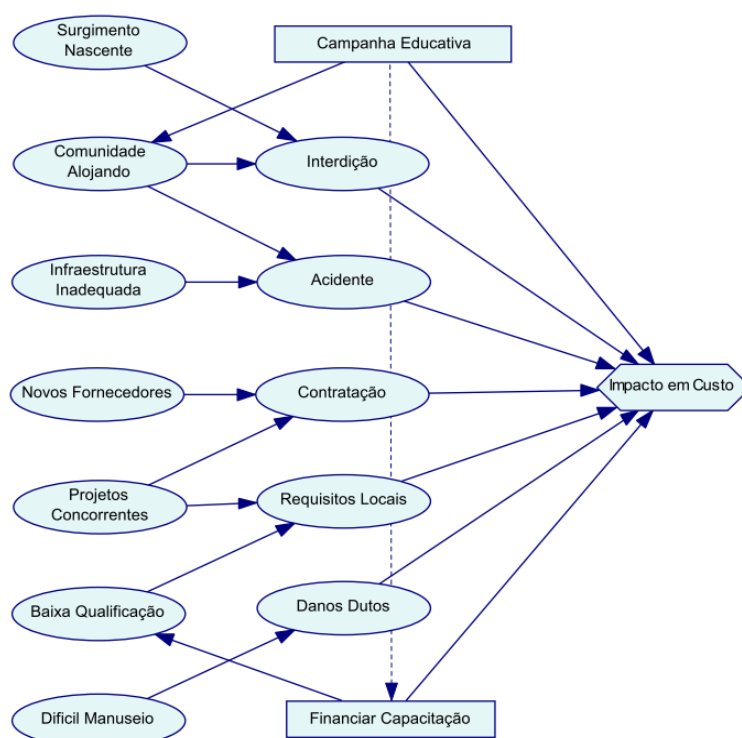 Surgimento
Nascente
Campanha Educativa
Comunidade
Alojando
Interdição
Infraestrutura
Inadequada
Acidente
Novos Fornecedores
Contratação
Impacto em Custo
Projetos
Concorrentes
Requisitos Locais
Baixa Qualificação
Danos Dutos
Dificil Manuseio
Financiar Capacitação